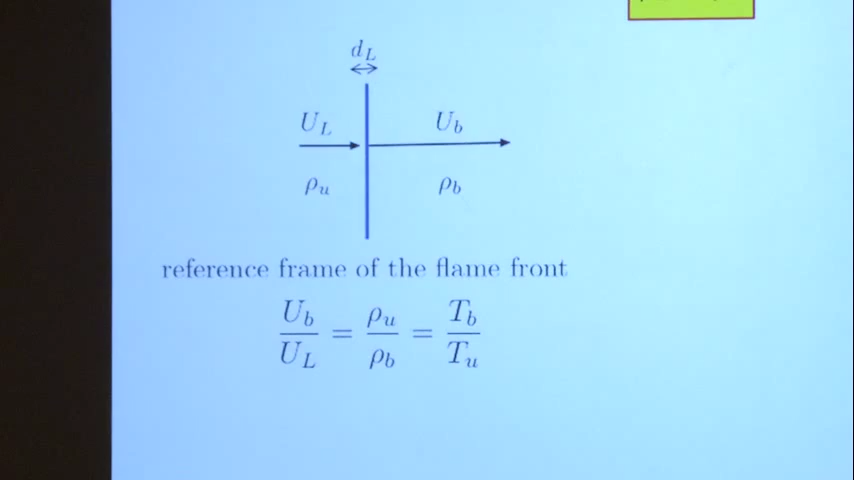 d_L
U_L U_b
ρ_u ρ_b
reference frame of the flame front
U_b/U_L = ρ_u/ρ_b = T_b/T_u